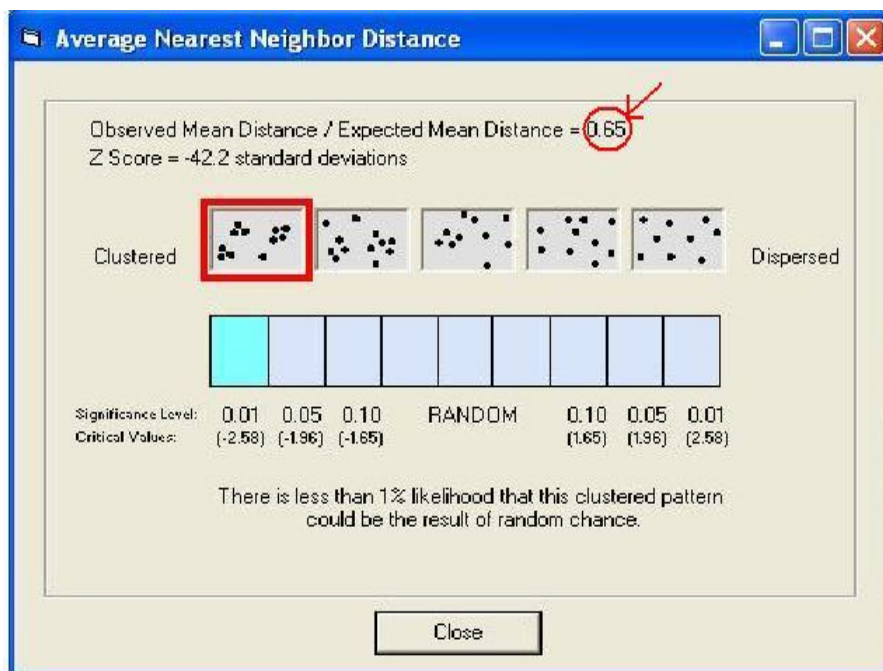 Average Nearest Neighbor Distance
Observed Mean Distance / Expected Mean Distance = 0.65
Z Score = -42.2 standard deviations
Clustered
Dispersed
Significance Level: 0.01 0.05 0.10 RANDOM 0.10 0.05 0.01
Critical Values: (-2.58) (-1.96) (-1.65) (1.65) (1.96) (2.58)
There is less than 1% likelihood that this clustered pattern
could be the result of random chance.
Close